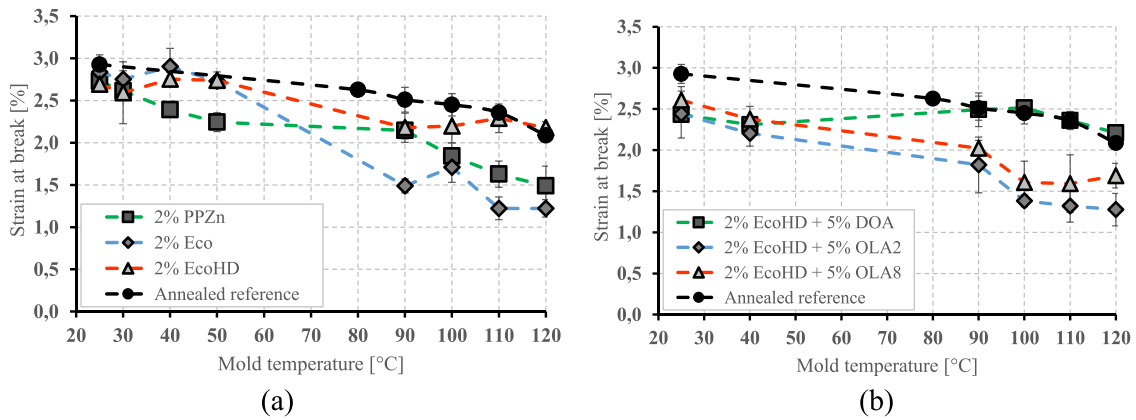 3,5
3,0
2,5
2,0
1,5
1,0
0,5
0,0
Strain at break [%]
2% PPZn
2% Eco
2% EcoHD
Annealed reference
20 30 40 50 60 70 80 90 100 110 120
Mold temperature [°C]
(a)
3,5
3,0
2,5
2,0
1,5
1,0
0,5
0,0
Strain at break [%]
2% EcoHD + 5% DOA
2% EcoHD + 5% OLA2
2% EcoHD + 5% OLA8
Annealed reference
20 30 40 50 60 70 80 90 100 110 120
Mold temperature [°C]
(b)